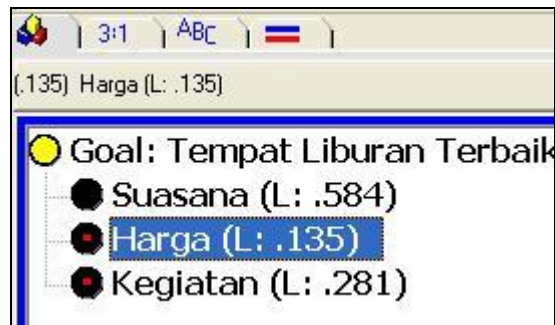 3:1 ABC
(.135) Harga (L: .135)
Goal: Tempat Liburan Terbaik
Suasana (L: .584)
Harga (L: .135)
Kegiatan (L: .281)